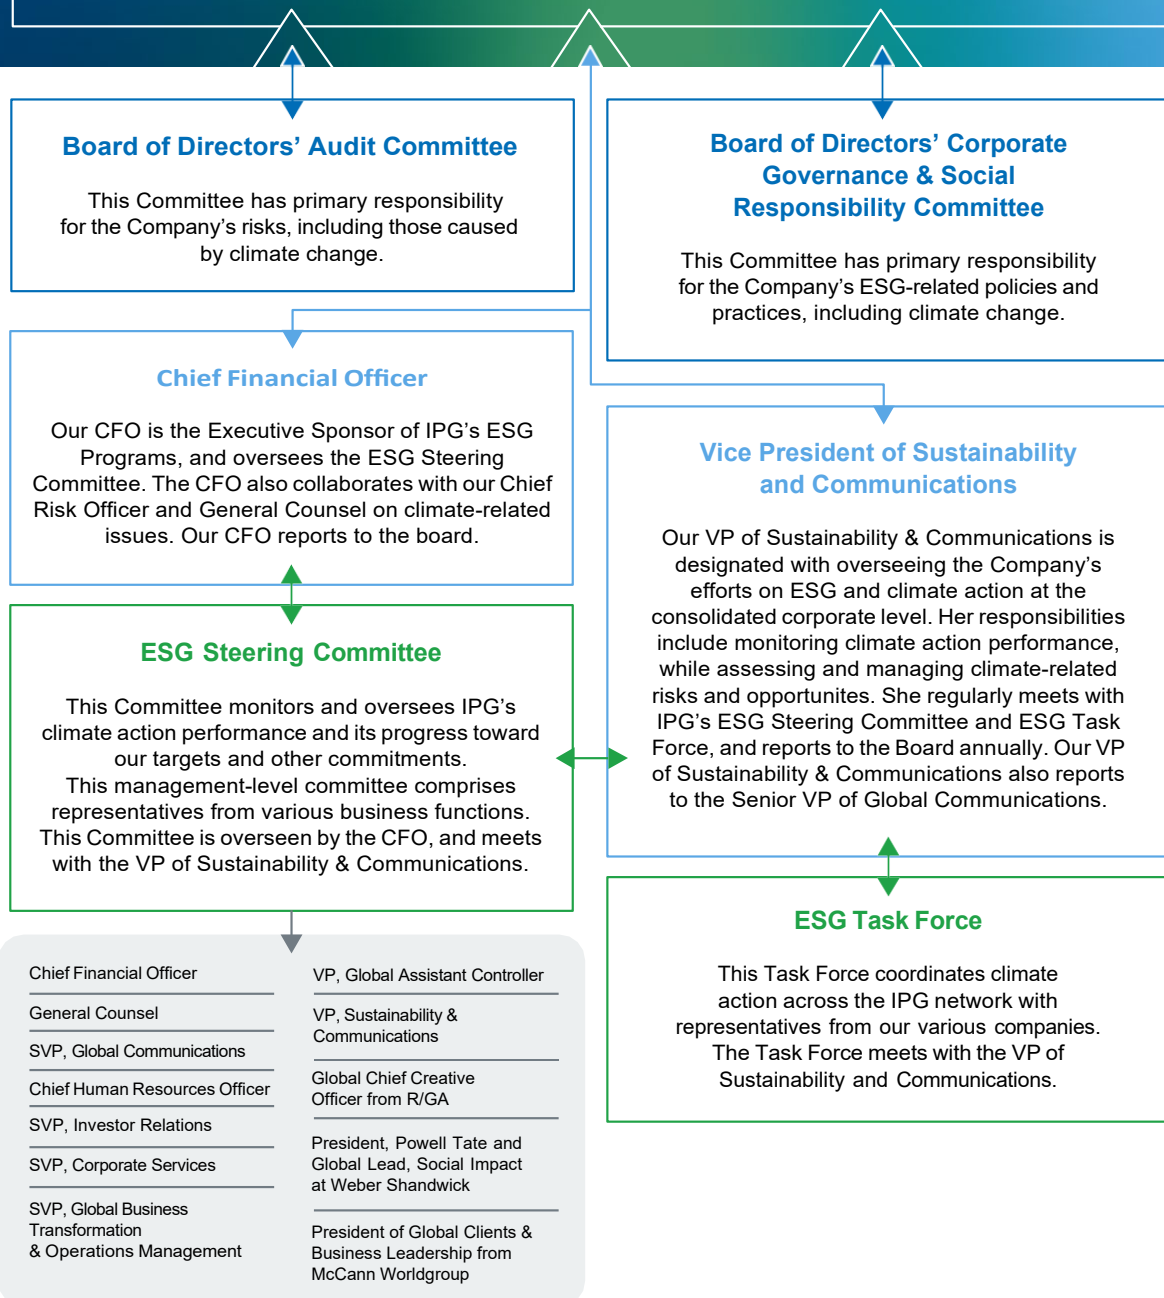 Board of Directors’ Audit Committee
This Committee has primary responsibility
for the Company’s risks, including those caused
by climate change.
Board of Directors’ Corporate
Governance & Social
Responsibility Committee
This Committee has primary responsibility
for the Company’s ESG-related policies and
practices, including climate change.
Chief Financial Officer
Our CFO is the Executive Sponsor of IPG’s ESG
Programs, and oversees the ESG Steering
Committee. The CFO also collaborates with our Chief
Risk Officer and General Counsel on climate-related
issues. Our CFO reports to the board.
Vice President of Sustainability
and Communications
Our VP of Sustainability & Communications is
designated with overseeing the Company’s
efforts on ESG and climate action at the
consolidated corporate level. Her responsibilities
include monitoring climate action performance,
while assessing and managing climate-related
risks and opportunites. She regularly meets with
IPG’s ESG Steering Committee and ESG Task
Force, and reports to the Board annually. Our VP
of Sustainability & Communications also reports
to the Senior VP of Global Communications.
ESG Steering Committee
This Committee monitors and oversees IPG’s
climate action performance and its progress toward
our targets and other commitments.
This management-level committee comprises
representatives from various business functions.
This Committee is overseen by the CFO, and meets
with the VP of Sustainability & Communications.
ESG Task Force
This Task Force coordinates climate
action across the IPG network with
representatives from our various companies.
The Task Force meets with the VP of
Sustainability and Communications.
Chief Financial Officer
General Counsel
SVP, Global Communications
Chief Human Resources Officer
SVP, Investor Relations
SVP, Corporate Services
SVP, Global Business
Transformation
& Operations Management
VP, Global Assistant Controller
VP, Sustainability &
Communications
Global Chief Creative
Officer from R/GA
President, Powell Tate and
Global Lead, Social Impact
at Weber Shandwick
President of Global Clients &
Business Leadership from
McCann Worldgroup